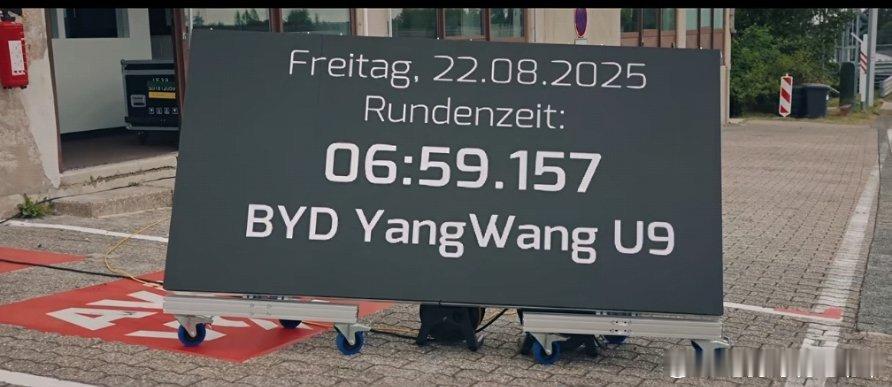 Freitag, 22.08.2025
Rundenzeit:
06:59.157
BYD YangWang U9